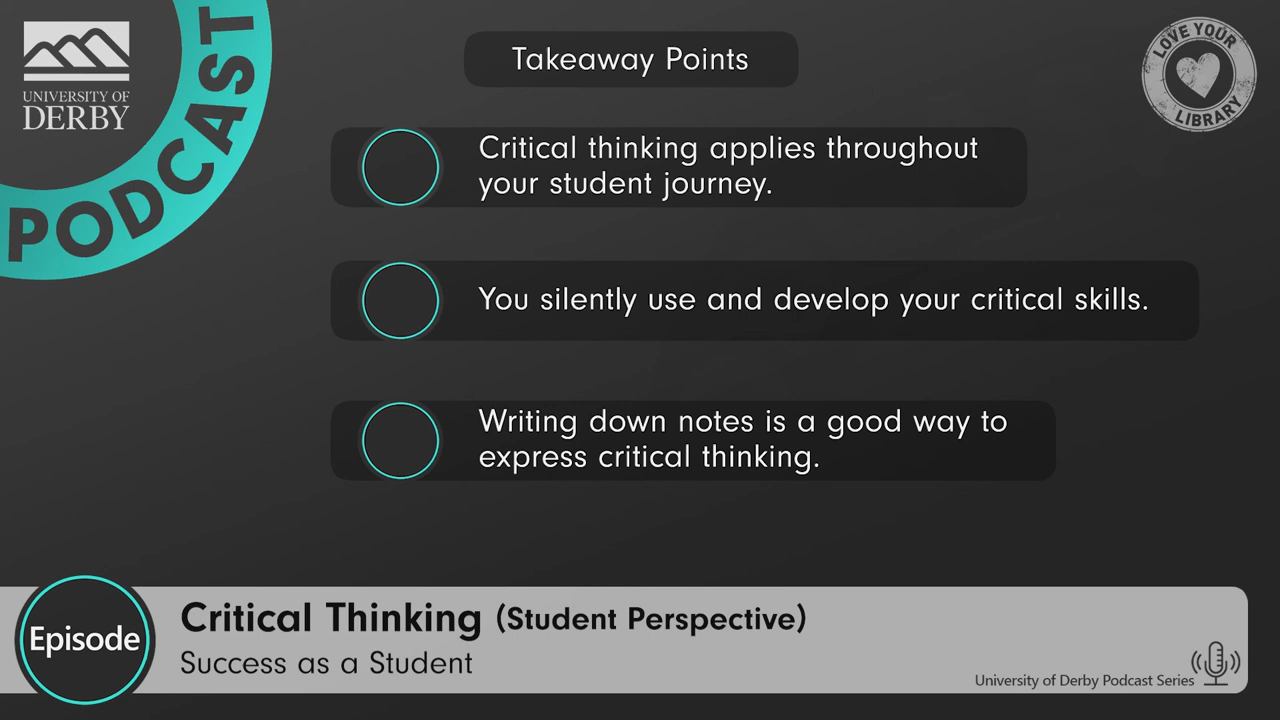 UNIVERSITY OF
DERBY
PODCAST
Takeaway Points
LOVE YOUR
LIBRARY
Critical thinking applies throughout
your student journey.
You silently use and develop your critical skills.
Writing down notes is a good way to
express critical thinking.
Episode
Critical Thinking (Student Perspective)
Success as a Student
University of Derby Podcast Series